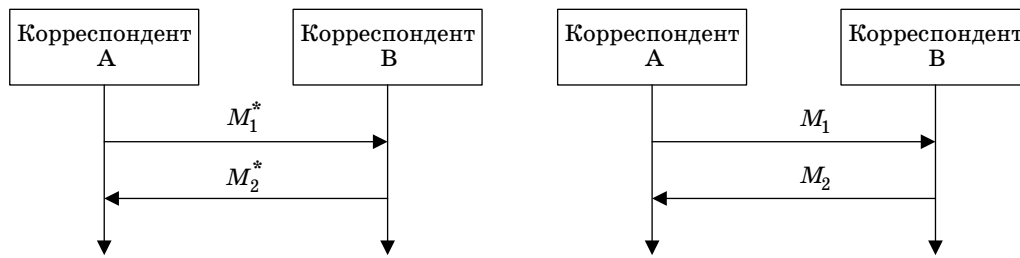 Корреспондент
А
Корреспондент
В
Корреспондент
А
Корреспондент
В
M₁*
M₁
M₂*
M₂